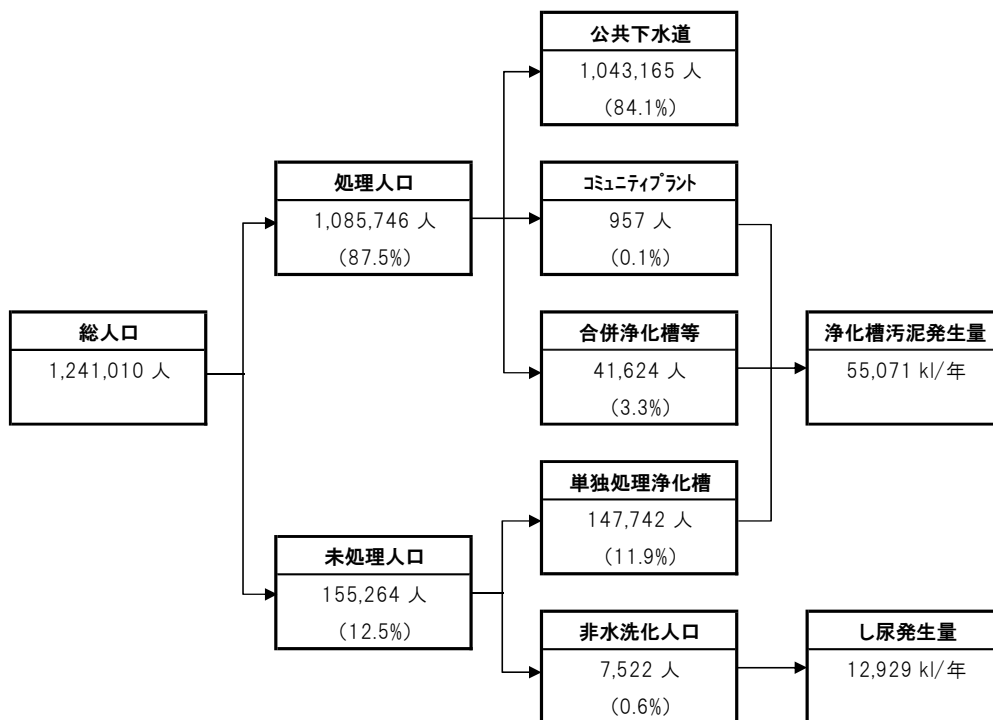 公共下水道
1,043,165 人
(84.1%)
処理人口
1,085,746 人
(87.5%)
コミュニティプラント
957 人
(0.1%)
総人口
1,241,010 人
合併浄化槽等
41,624 人
(3.3%)
浄化槽汚泥発生量
55,071 kl/年
単独処理浄化槽
147,742 人
(11.9%)
未処理人口
155,264 人
(12.5%)
非水洗化人口
7,522 人
(0.6%)
し尿発生量
12,929 kl/年